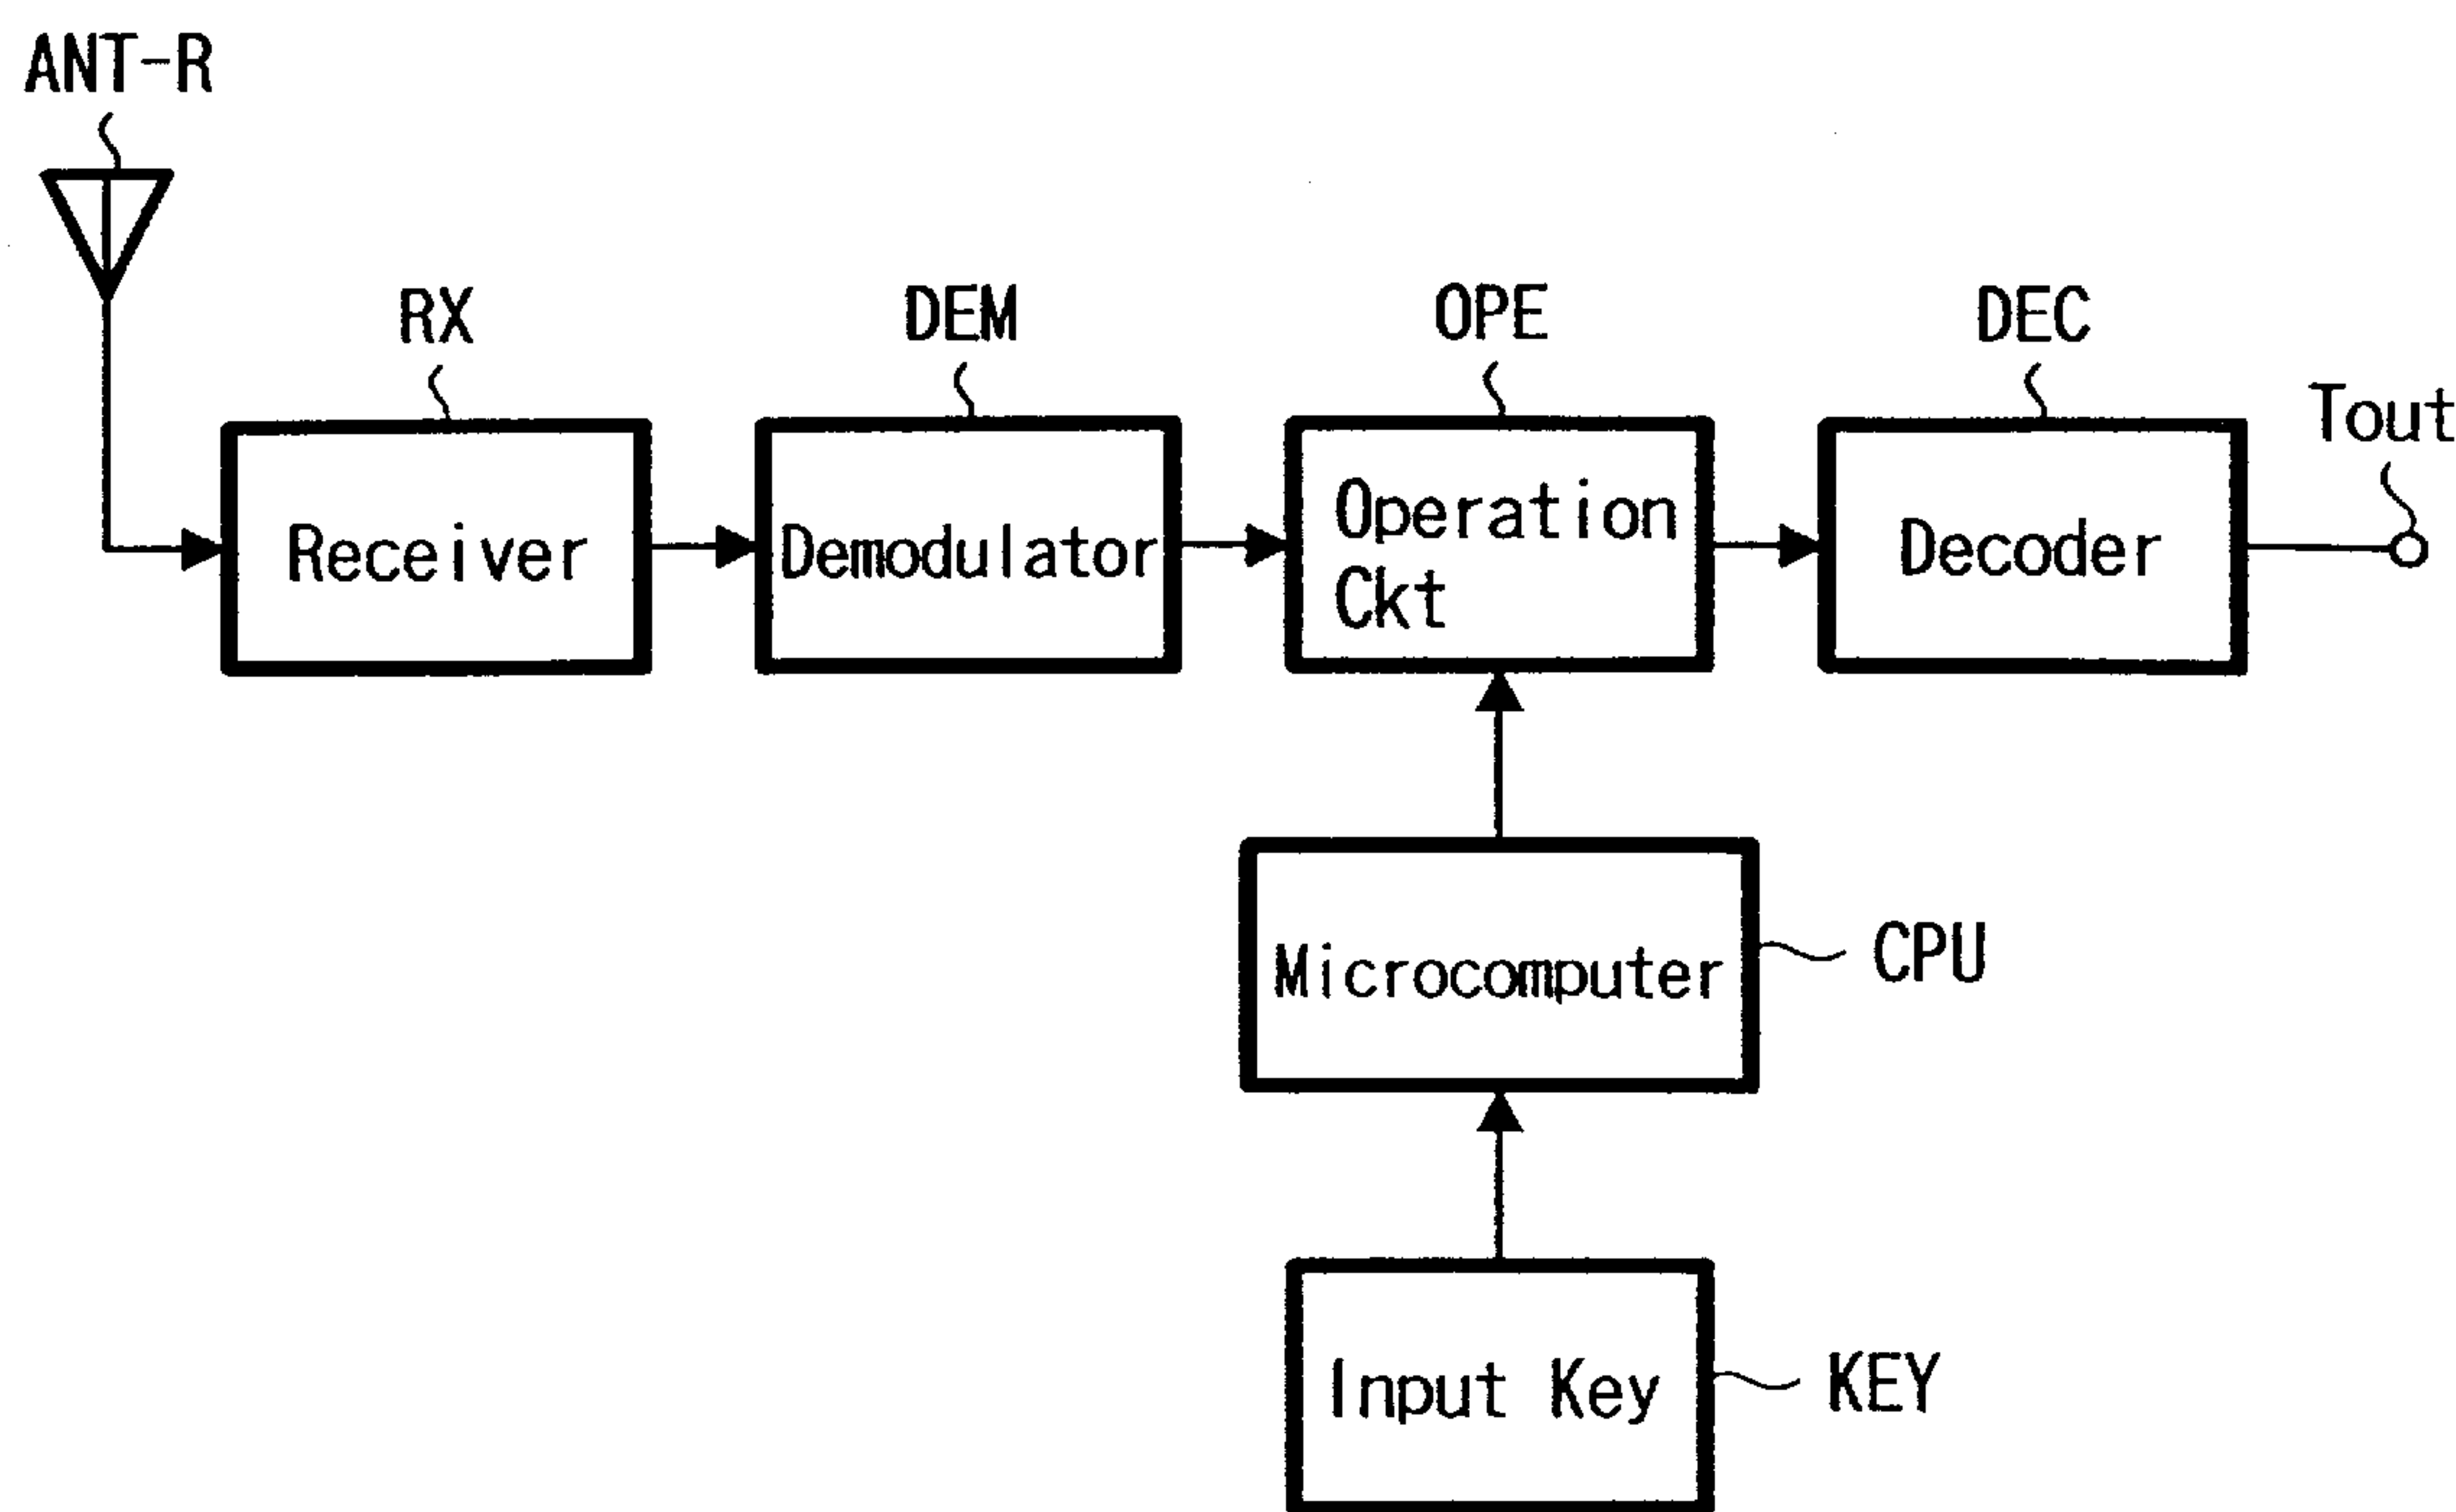 ANT-R
RX
DEM
OPE
DEC
Tout
Receiver
Demodulator
Operation
Ckt
Decoder
Microcomputer
CPU
Input Key
KEY